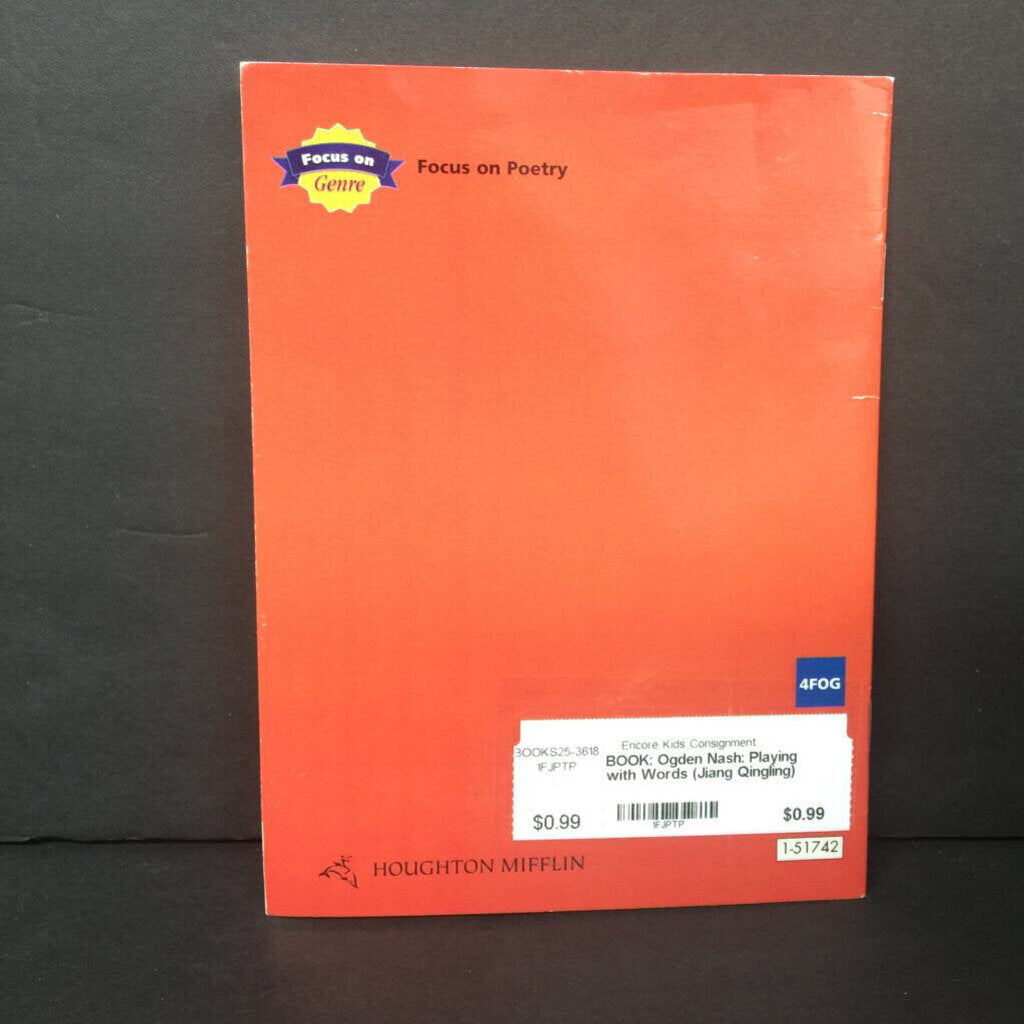 Focus on
Genre
Focus on Poetry
4FOG
BOOKS25-3618
1FJPTP
$0.99
Encore Kids Consignment
BOOK: Ogden Nash: Playing
with Words (Jiang Qingling)
1FJPTP
$0.99
1-51742
HOUGHTON MIFFLIN